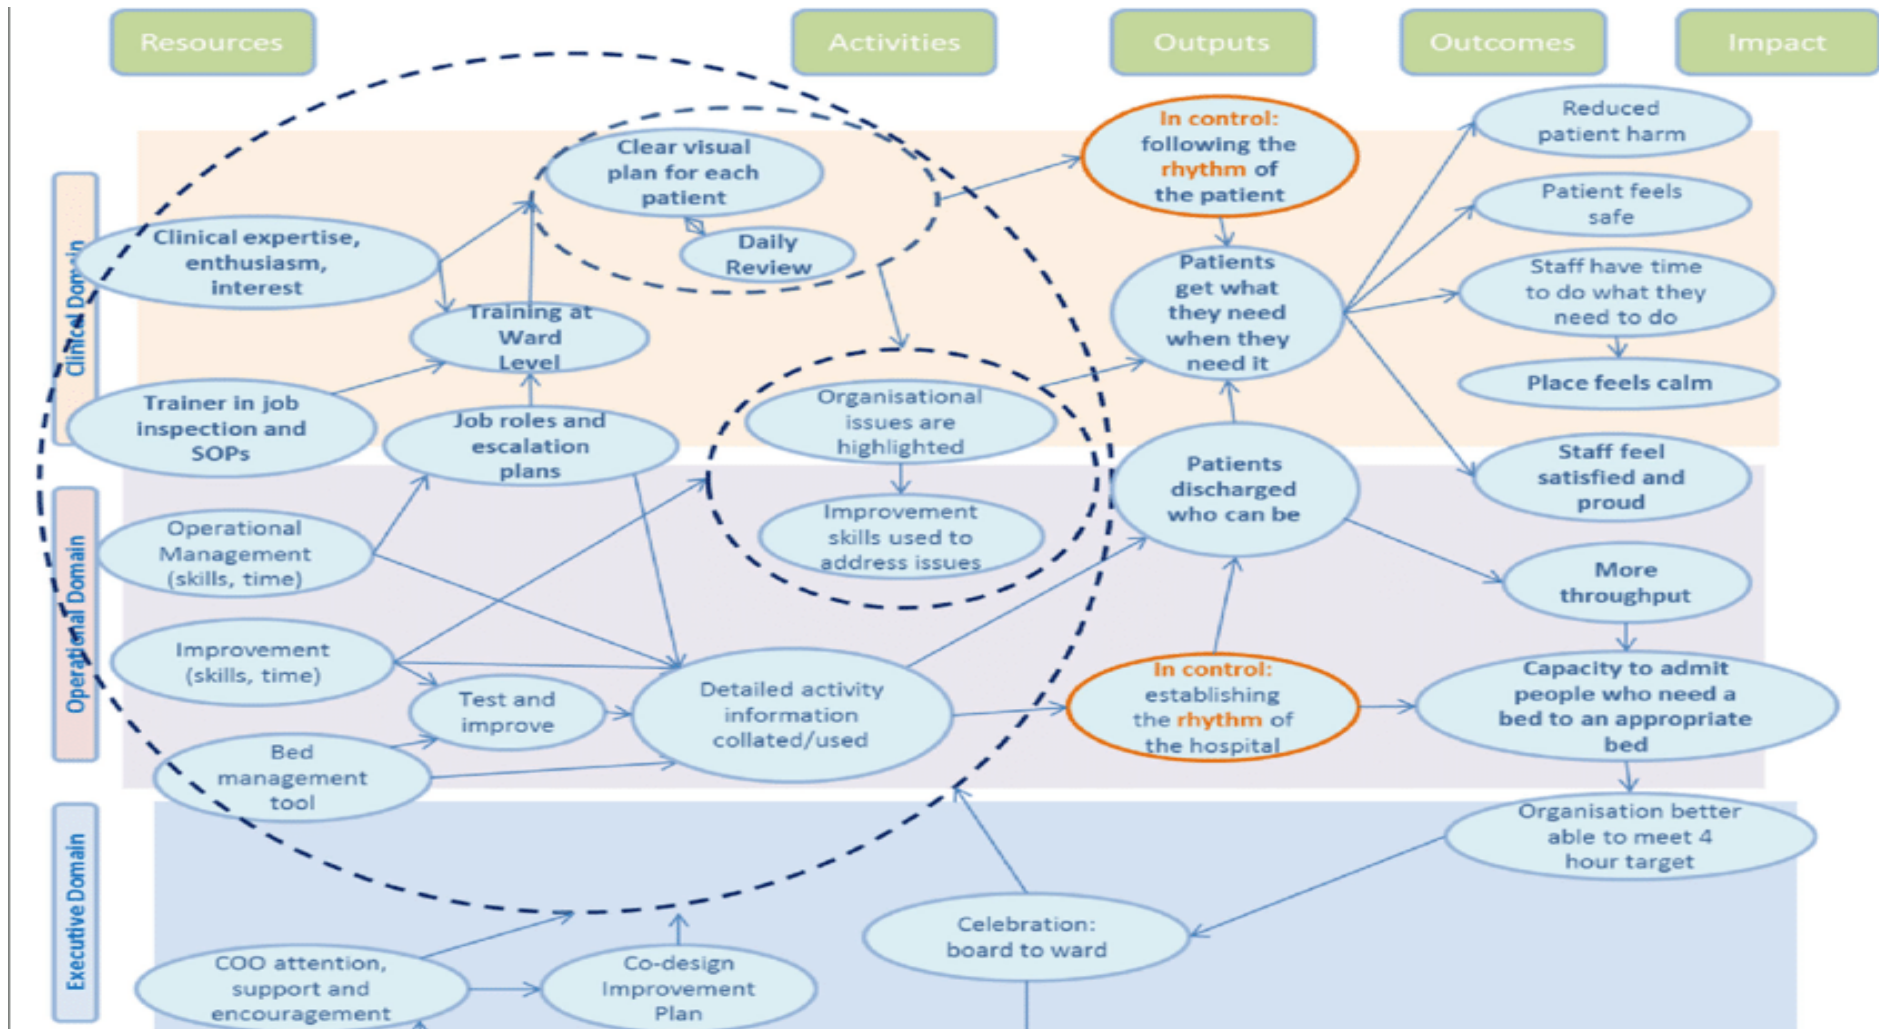 Resources
Activities
Outputs
Outcomes
Impact
Clinical Domain
Clinical expertise,
enthusiasm,
interest
Trainer in job
inspection and
SOPs
Training at
Ward
Level
Job roles and
escalation
plans
Clear visual
plan for each
patient
Daily
Review
Organisational
issues are
highlighted
In control:
following the
rhythm of
the patient
Patients
get what
they need
when they
need it
Reduced
patient harm
Patient feels
safe
Staff have time
to do what they
need to do
Place feels calm
Staff feel
satisfied and
proud
Operational Domain
Operational
Management
(skills, time)
Improvement
(skills, time)
Bed
management
tool
Test and
improve
Detailed activity
information
collated/used
Improvement
skills used to
address issues
Patients
discharged
who can be
In control:
establishing
the rhythm of
the hospital
More
throughput
Capacity to admit
people who need a
bed to an appropriate
bed
Organisation better
able to meet 4
hour target
Executive Domain
COO attention,
support and
encouragement
Co-design
Improvement
Plan
Celebration:
board to ward